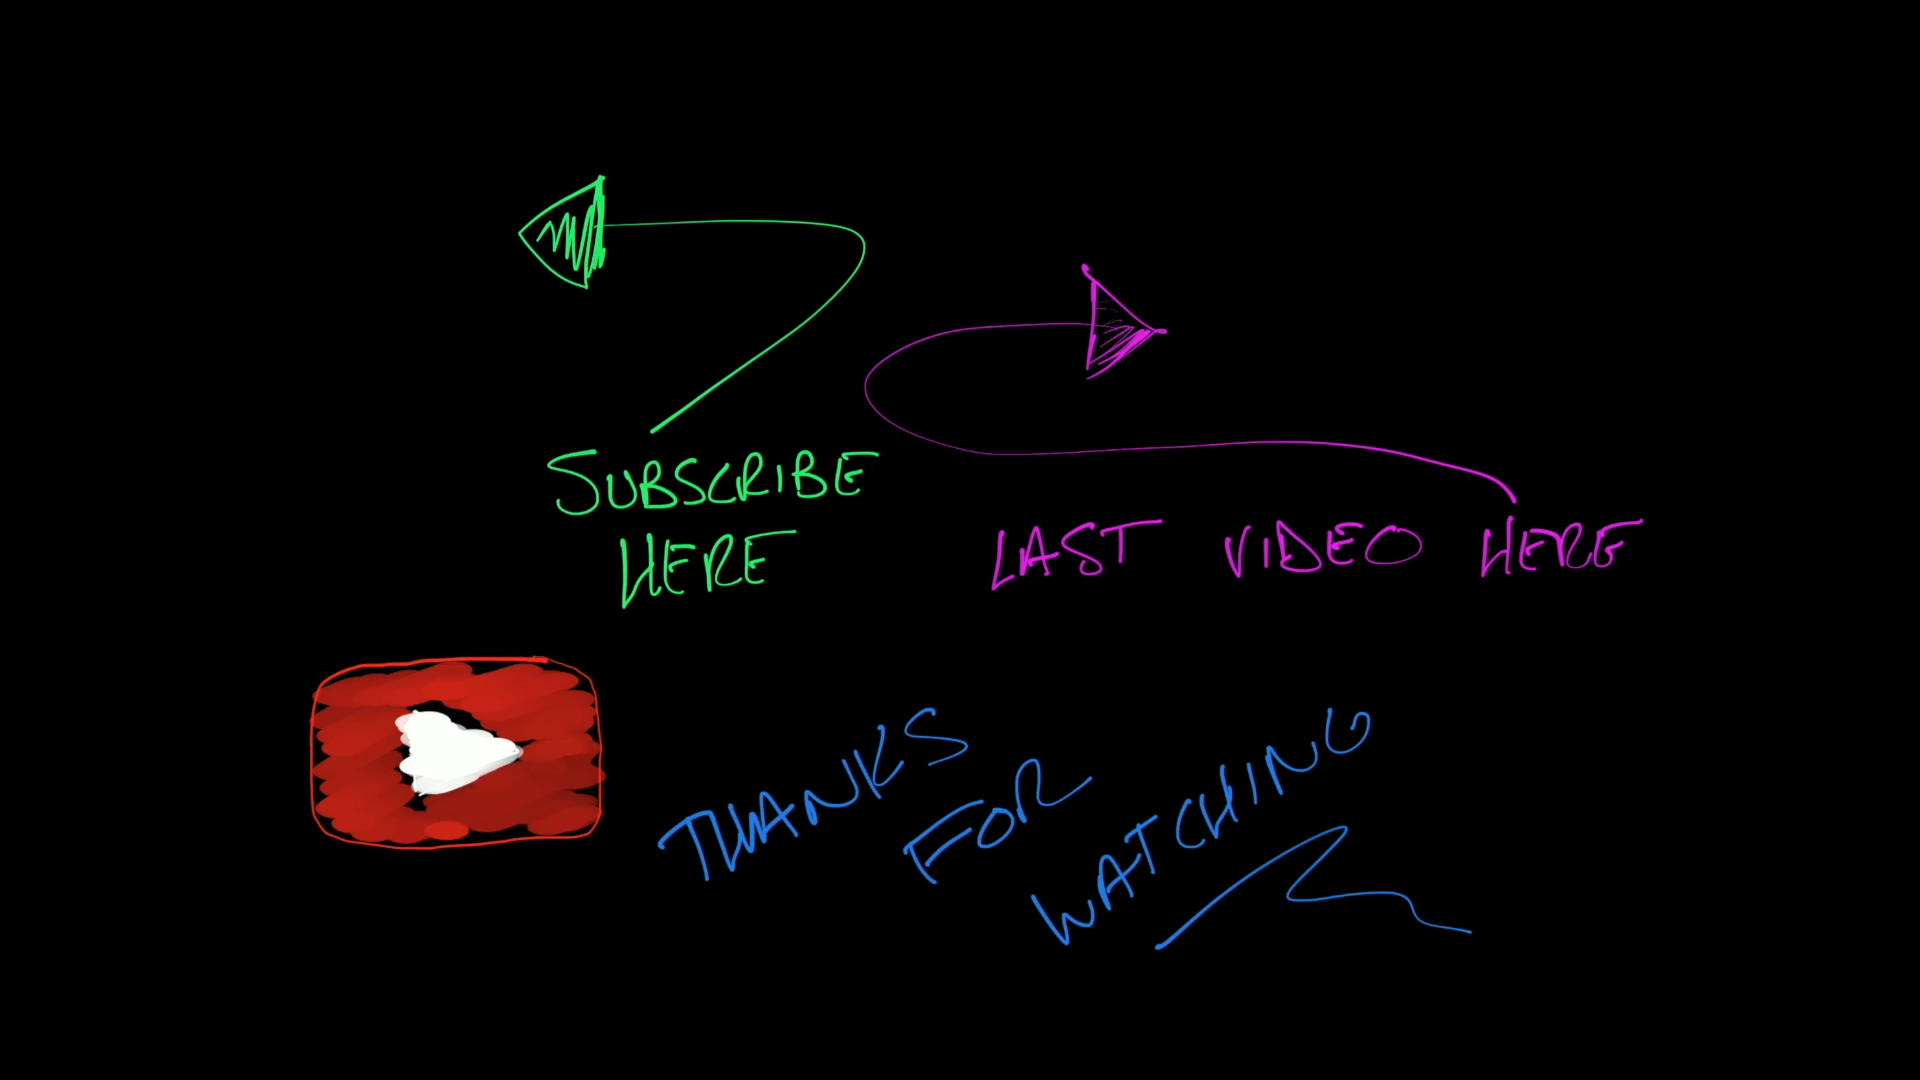 SUBSCRIBE
HERE
LAST VIDEO HERE
THANKS
FOR
WATCHING